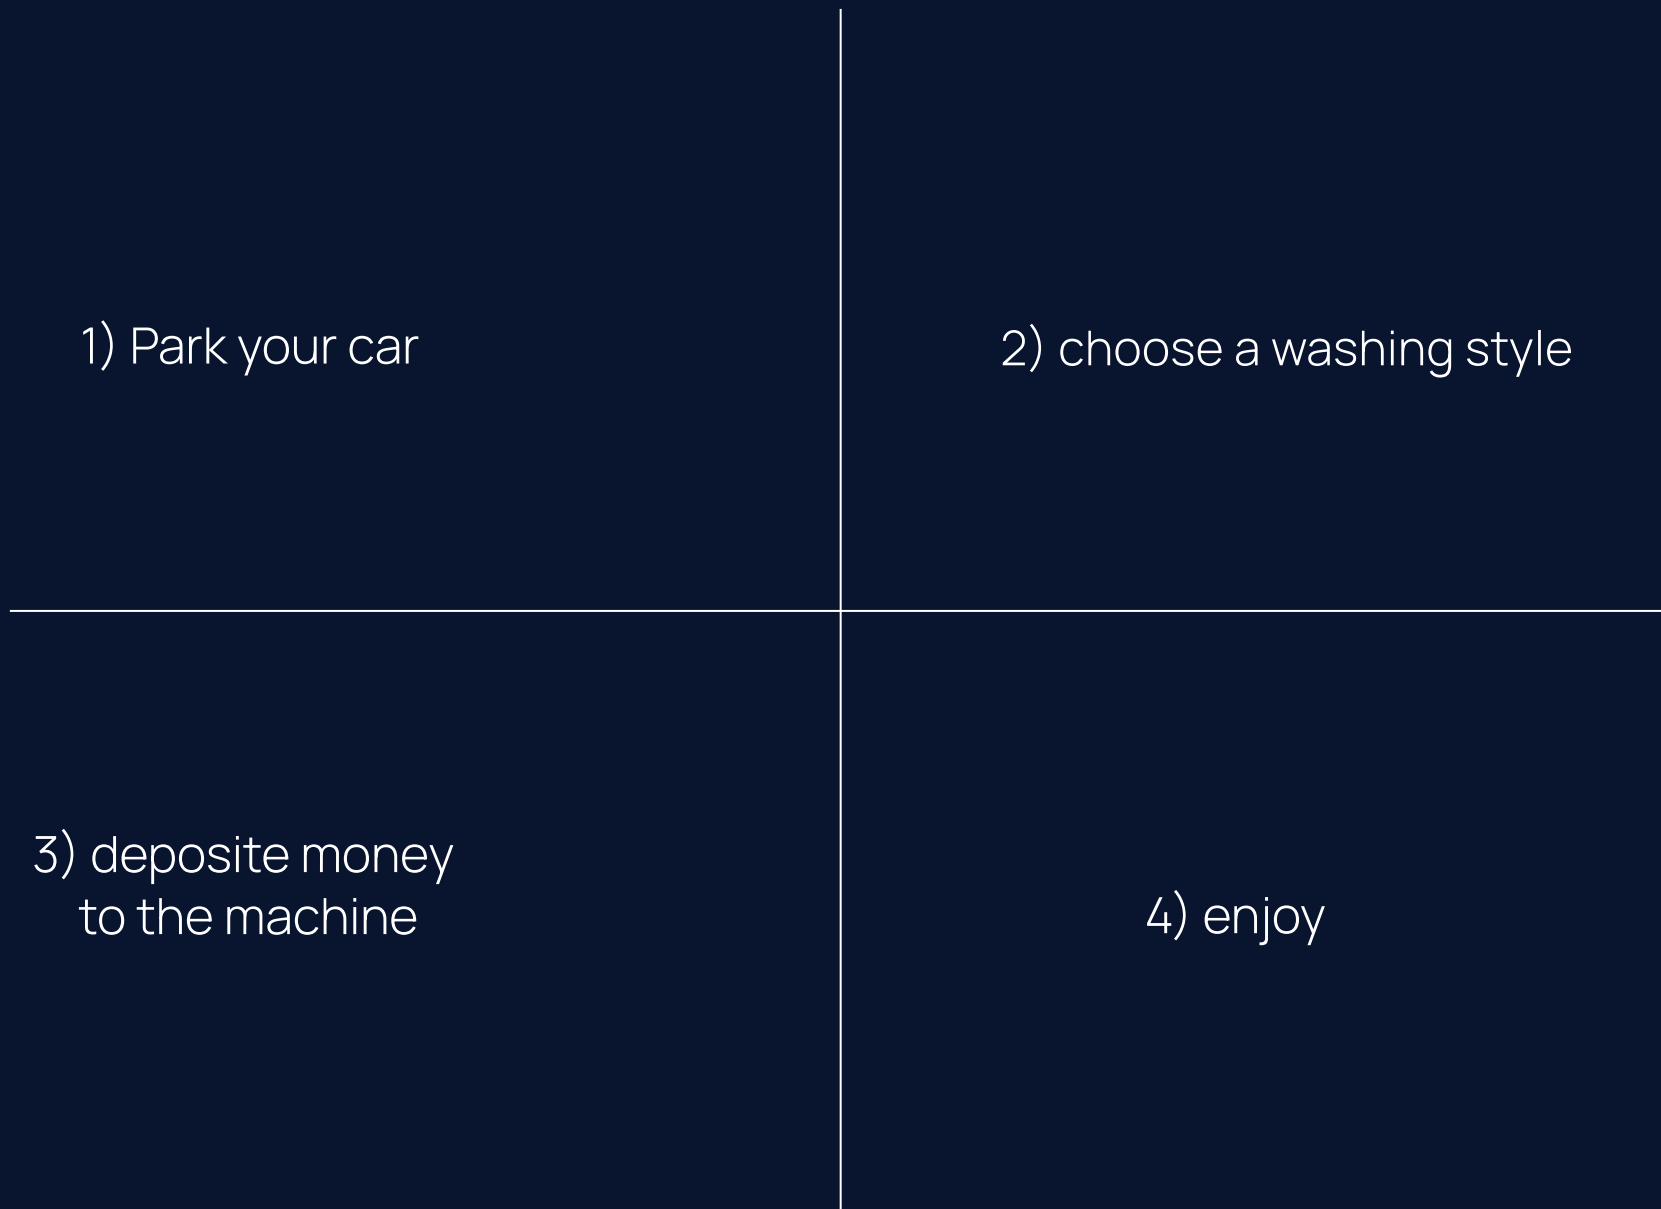 1) Park your car
2) choose a washing style
3) deposite money
to the machine
4) enjoy